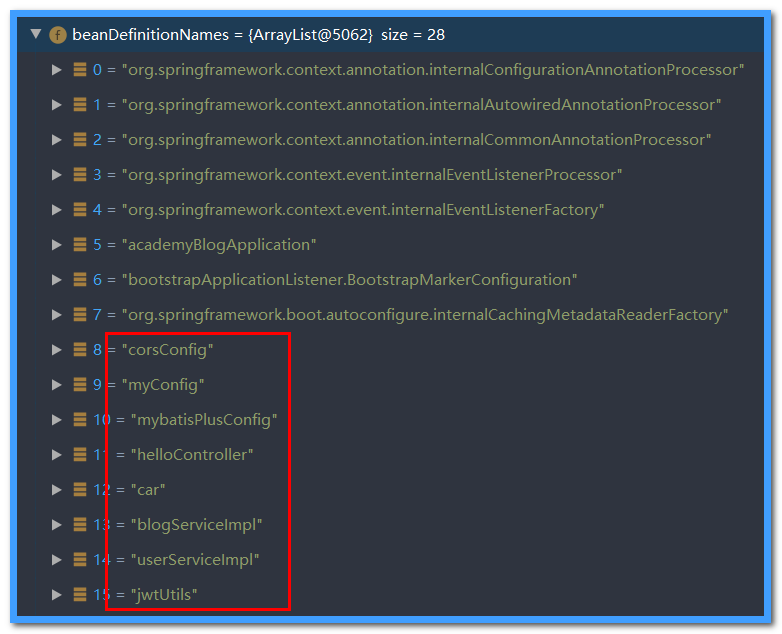 f beanDefinitionNames = {ArrayList@5062} size = 28
0 = "org.springframework.context.annotation.internalConfigurationAnnotationProcessor"
1 = "org.springframework.context.annotation.internalAutowiredAnnotationProcessor"
2 = "org.springframework.context.annotation.internalCommonAnnotationProcessor"
3 = "org.springframework.context.event.internalEventListenerProcessor"
4 = "org.springframework.context.event.internalEventListenerFactory"
5 = "academyBlogApplication"
6 = "bootstrapApplicationListener.BootstrapMarkerConfiguration"
7 = "org.springframework.boot.autoconfigure.internalCachingMetadataReaderFactory"
8 = "corsConfig"
9 = "myConfig"
10 = "mybatisPlusConfig"
11 = "helloController"
12 = "car"
13 = "blogServiceImpl"
14 = "userServiceImpl"
15 = "jwtUtils"